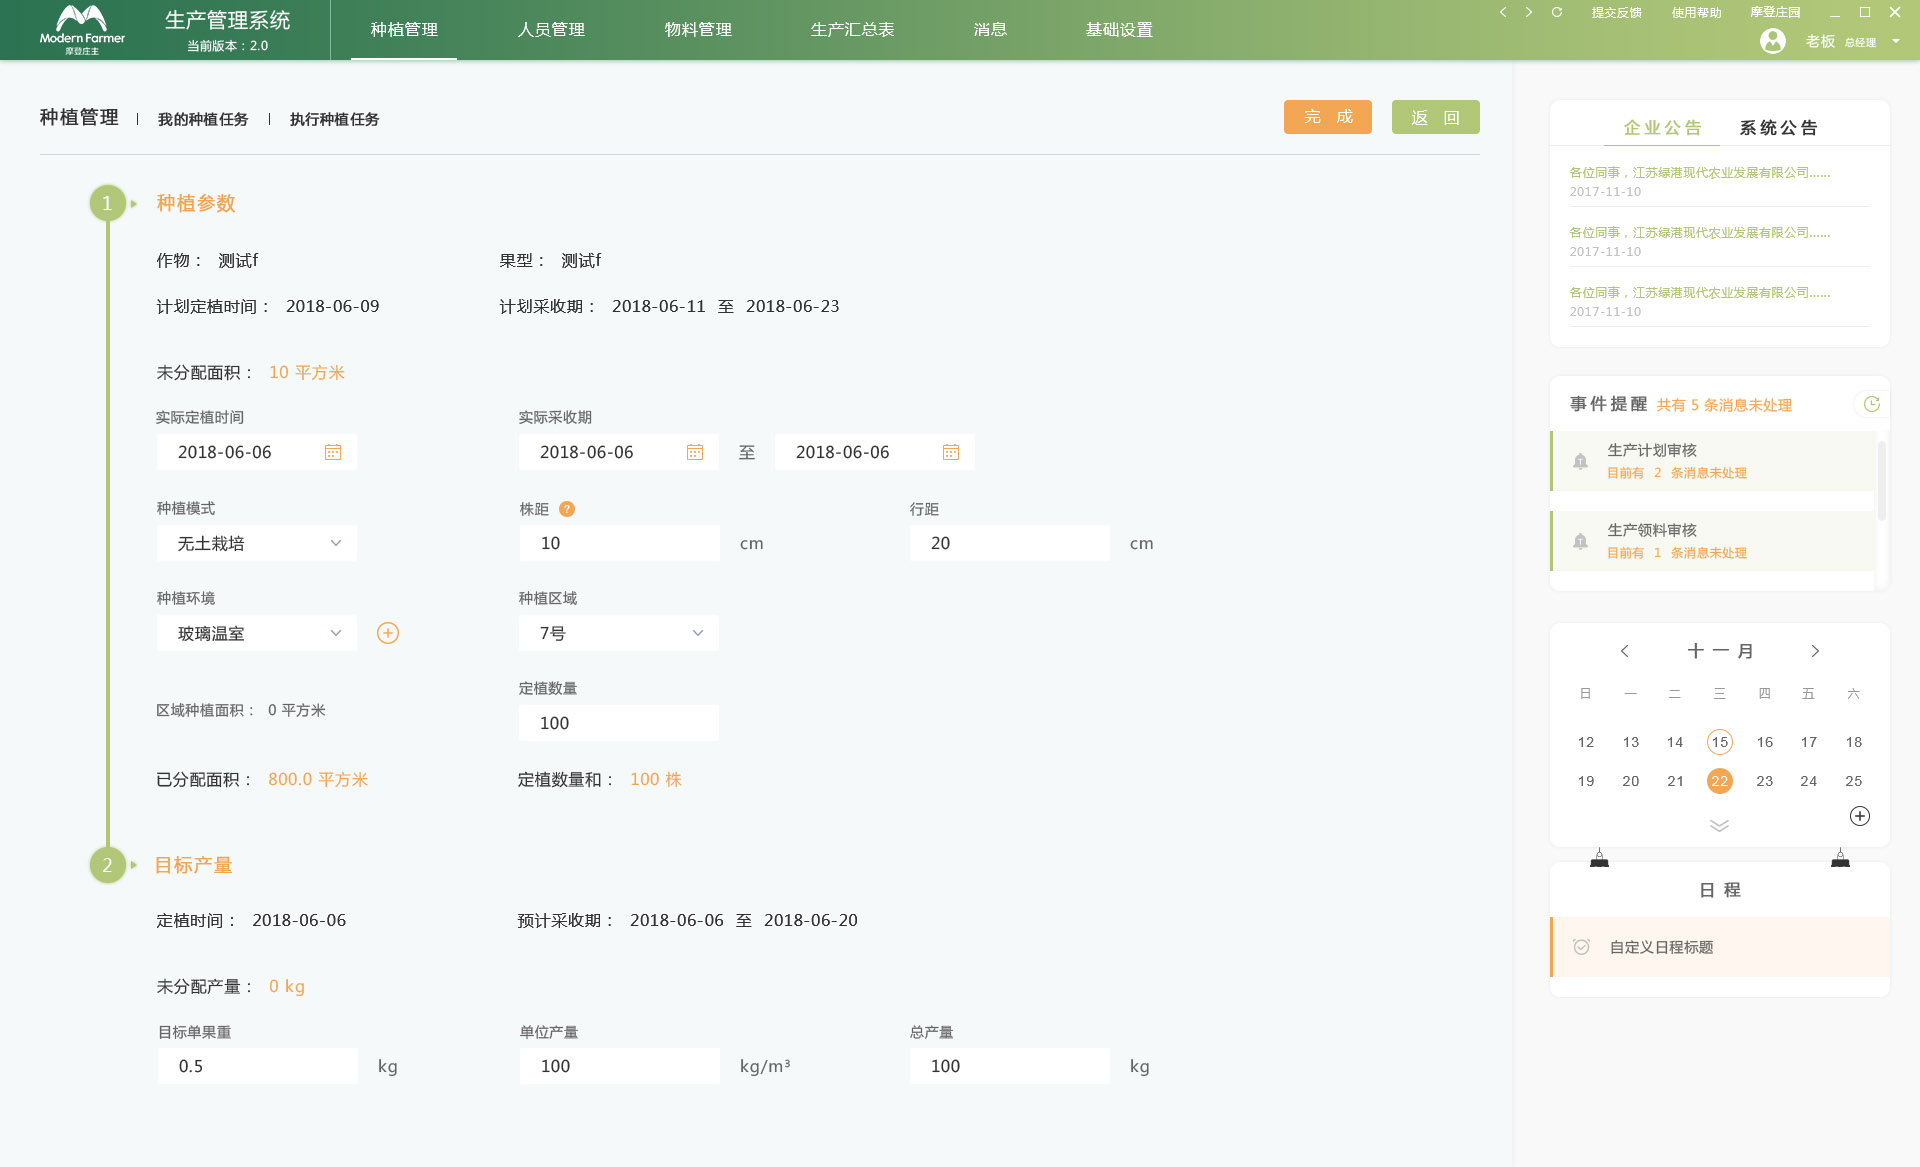 Modern Farmer
摩登庄主
生产管理系统
当前版本：2.0
种植管理 人员管理 物料管理 生产汇总表 消息 基础设置
提交反馈 使用帮助 摩登庄园
老板 总经理
种植管理 | 我的种植任务 | 执行种植任务
完 成 返 回
1 种植参数
作物： 测试f 果型： 测试f
计划定植时间： 2018-06-09 计划采收期： 2018-06-11 至 2018-06-23
未分配面积： 10 平方米
实际定植时间 实际采收期
2018-06-06 2018-06-06 至 2018-06-06
种植模式 株距 ? 行距
无土栽培 10 cm 20 cm
种植环境 种植区域
玻璃温室 7号
定植数量
区域种植面积： 0 平方米 100
已分配面积： 800.0 平方米 定植数量和： 100 株
2 目标产量
定植时间： 2018-06-06 预计采收期： 2018-06-06 至 2018-06-20
未分配产量： 0 kg
目标单果重 单位产量 总产量
0.5 kg 100 kg/m³ 100 kg
企业公告 系统公告
各位同事，江苏绿港现代农业发展有限公司......
2017-11-10
各位同事，江苏绿港现代农业发展有限公司......
2017-11-10
各位同事，江苏绿港现代农业发展有限公司......
2017-11-10
事件提醒 共有 5 条消息未处理
生产计划审核
目前有 2 条消息未处理
生产领料审核
目前有 1 条消息未处理
十一月
日 一 二 三 四 五 六
12 13 14 15 16 17 18
19 20 21 22 23 24 25
日 程
自定义日程标题